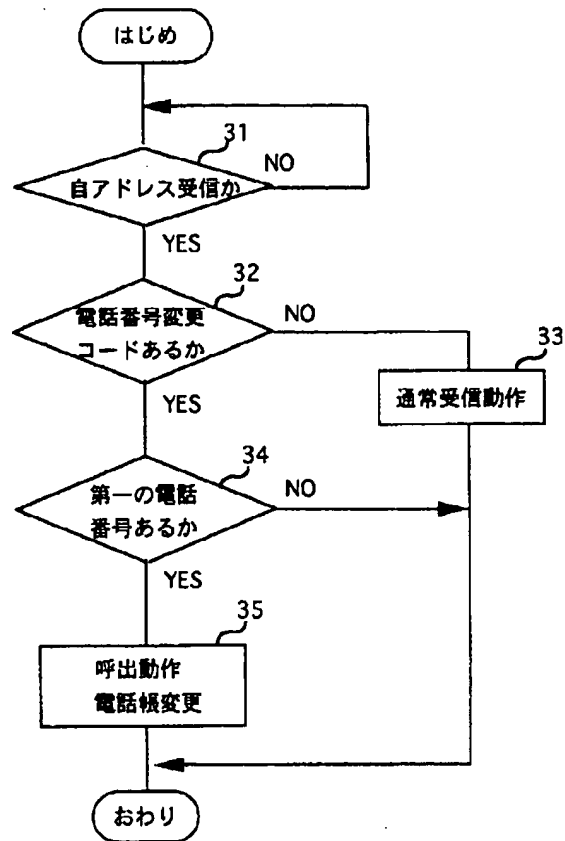 はじめ
31
自アドレス受信か
NO
YES
32
電話番号変更
コードあるか
NO
33
通常受信動作
YES
34
第一の電話
番号あるか
NO
YES
35
呼出動作
電話帳変更
おわり